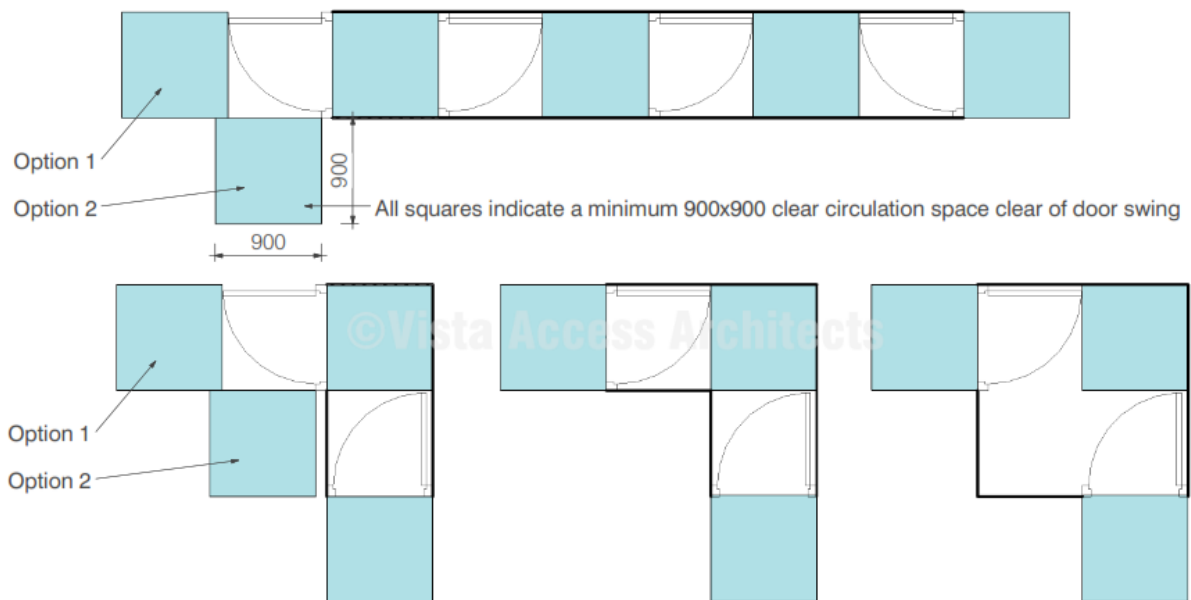 Option 1
Option 2
900
All squares indicate a minimum 900x900 clear circulation space clear of door swing
900
©Vista Access Architects
Option 1
Option 2